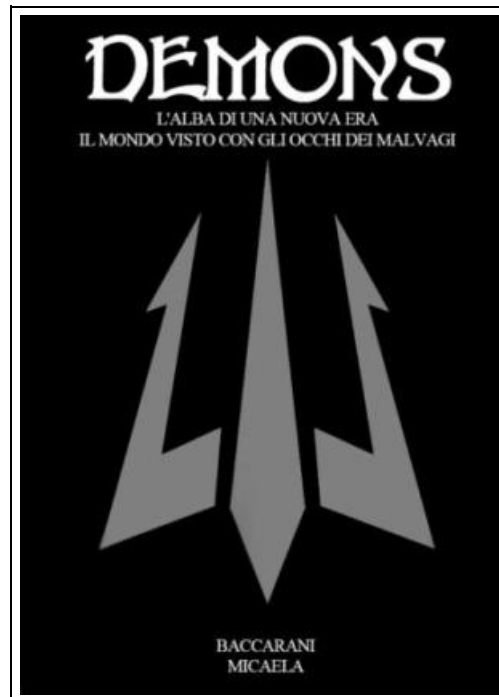 DEMONS
L'ALBA DI UNA NUOVA ERA
IL MONDO VISTO CON GLI OCCHI DEI MALVAGI
BACCARANI
MICAELA